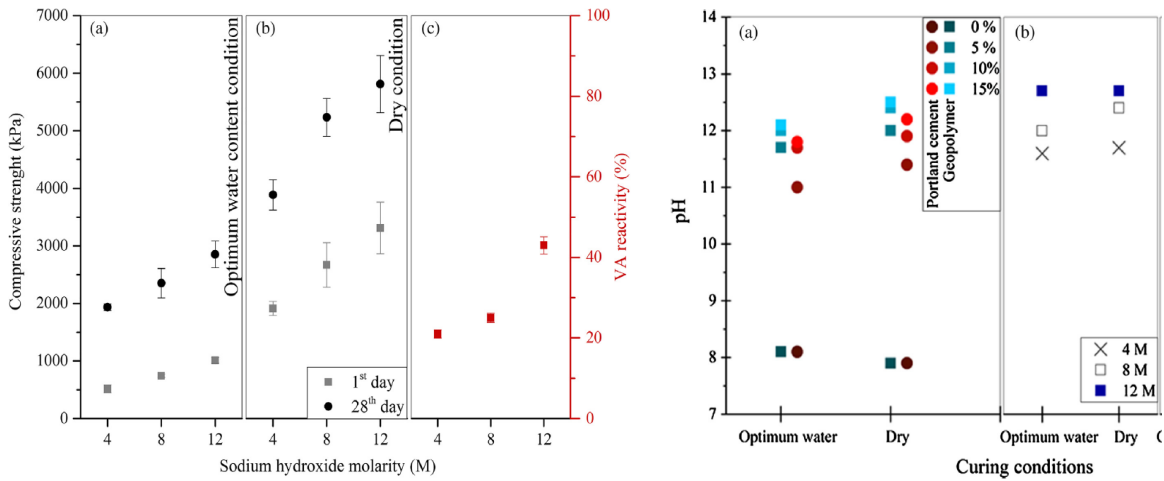 7000
6000
5000
4000
3000
2000
1000
0
Compressive strenght (kPa)
(a)
Optimum water content condition
(b)
Dry condition
(c)
1st day
28th day
4 8 12 4 8 12 4 8 12
Sodium hydroxide molarity (M)
100
80
60
40
20
0
VA reactivity (%)
14
13
12
11
10
9
8
7
pH
(a)
0 %
5 %
10%
15%
Portland cement
Geopolymer
(b)
4 M
8 M
12 M
Optimum water Dry Optimum water Dry
Curing conditions